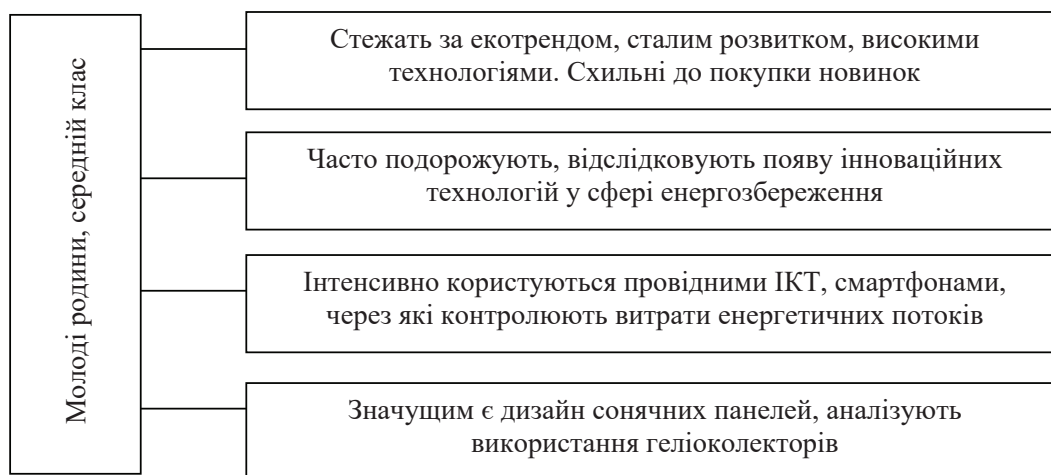 Молоді родини, середній клас
Стежать за екотрендом, сталим розвитком, високими
технологіями. Схильні до покупки новинок
Часто подорожують, відслідковують появу інноваційних
технологій у сфері енергозбереження
Інтенсивно користуються провідними ІКТ, смартфонами,
через які контролюють витрати енергетичних потоків
Значущим є дизайн сонячних панелей, аналізують
використання геліоколекторів